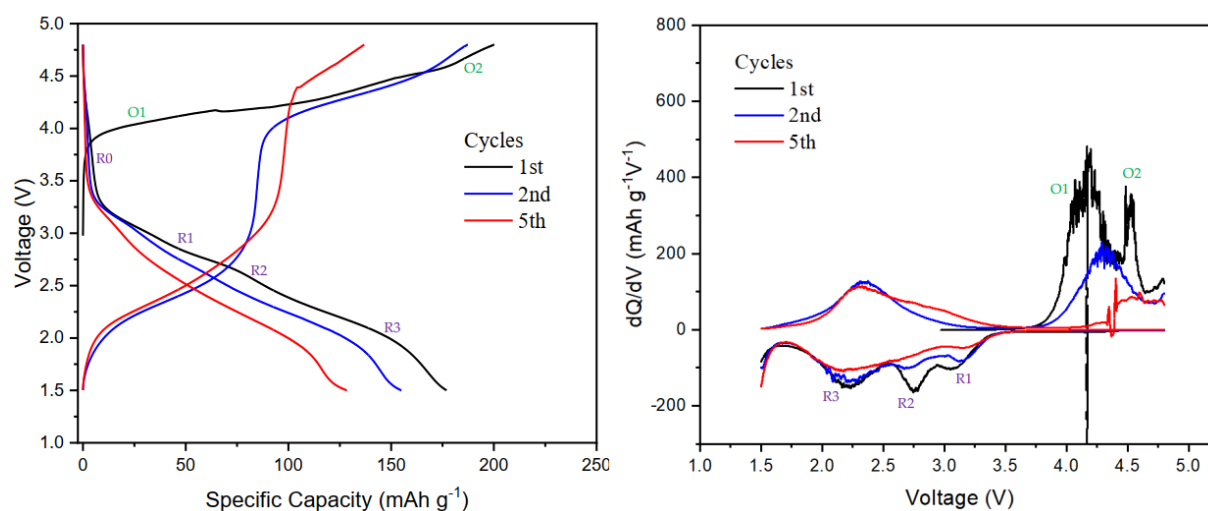 5.0
4.5
4.0
3.5
3.0
2.5
2.0
1.5
1.0
Voltage (V)
O1
O2
R0
R1
R2
R3
Cycles
1st
2nd
5th
0 50 100 150 200 250
Specific Capacity (mAh g⁻¹)
800
600
400
200
0
-200
dQ/dV (mAh g⁻¹V⁻¹)
Cycles
1st
2nd
5th
O1
O2
R1
R3
R2
1.0 1.5 2.0 2.5 3.0 3.5 4.0 4.5 5.0
Voltage (V)